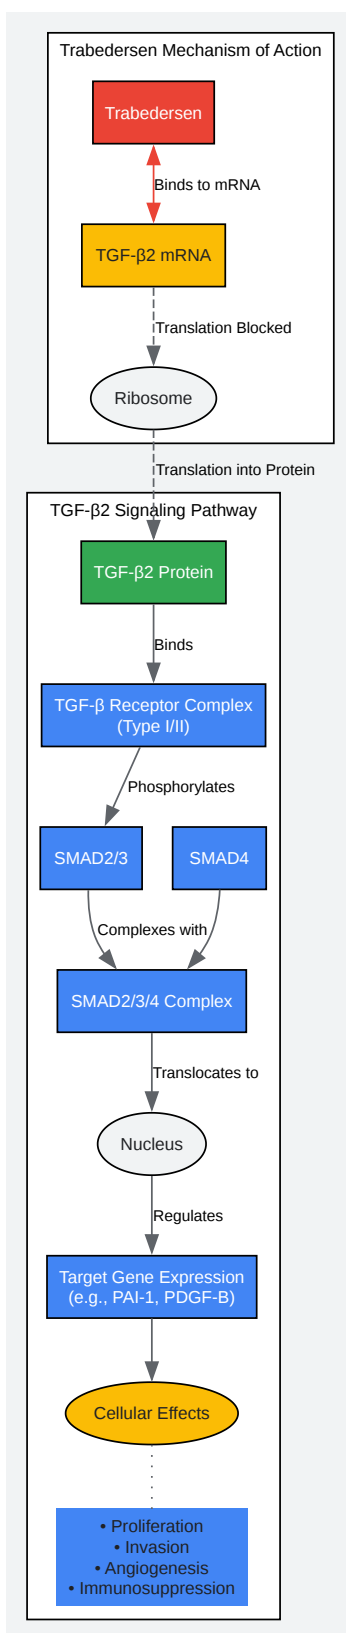 Trabedersen Mechanism of Action
Trabedersen
Binds to mRNA
TGF-β2 mRNA
Translation Blocked
Ribosome
Translation into Protein
TGF-β2 Signaling Pathway
TGF-β2 Protein
Binds
TGF-β Receptor Complex
(Type I/II)
Phosphorylates
SMAD2/3
SMAD4
Complexes with
SMAD2/3/4 Complex
Translocates to
Nucleus
Regulates
Target Gene Expression
(e.g., PAI-1, PDGF-B)
Cellular Effects
• Proliferation
• Invasion
• Angiogenesis
• Immunosuppression